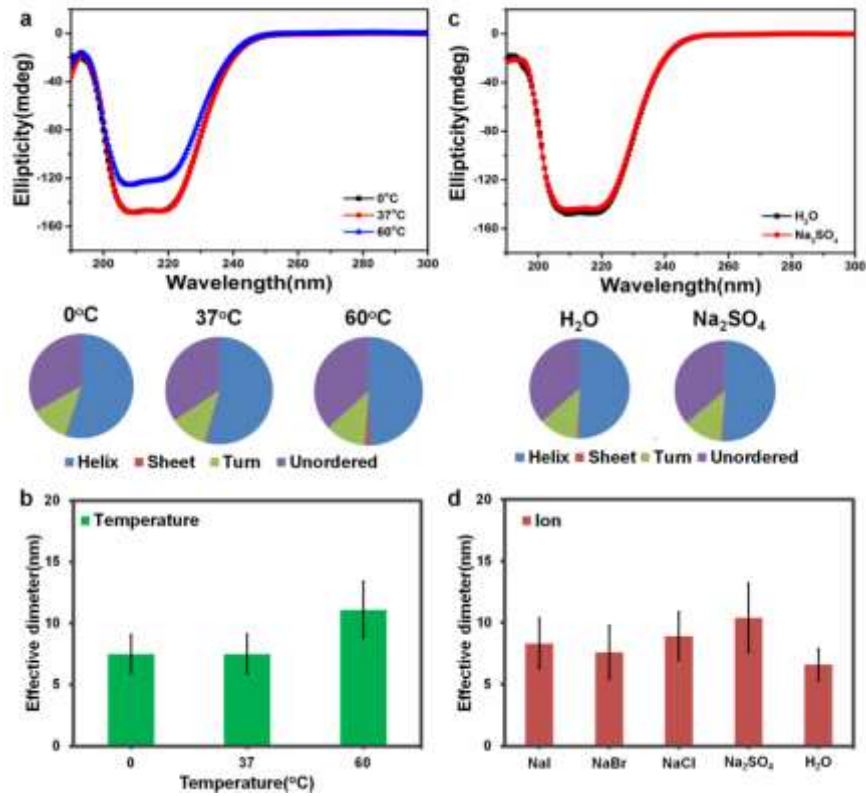 a
Ellipticity(mdeg)
0
-40
-80
-120
-160
0°C
37°C
60°C
200 220 240 260 280 300
Wavelength(nm)
0°C 37°C 60°C
Helix Sheet Turn Unordered
c
Ellipticity(mdeg)
0
-40
-80
-120
-160
H₂O
Na₂SO₄
200 220 240 260 280 300
Wavelength(nm)
H₂O Na₂SO₄
Helix Sheet Turn Unordered
b
Effective dimeter(nm)
20
15
10
5
0
Temperature
0 37 60
Temperature(°C)
d
Effective dimeter(nm)
20
15
10
5
0
Ion
NaI NaBr NaCl Na₂SO₄ H₂O